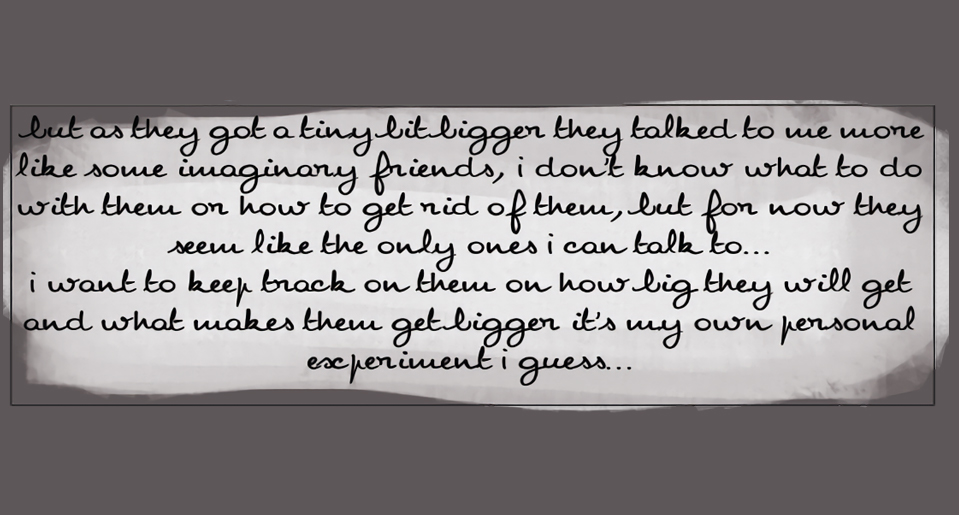 but as they got a tiny bit bigger they talked to me more
like some imaginary friends, i don't know what to do
with them or how to get rid of them, but for now they
seem like the only ones i can talk to...
i want to keep track on them on how big they will get
and what makes them get bigger it's my own personal
experiment i guess...